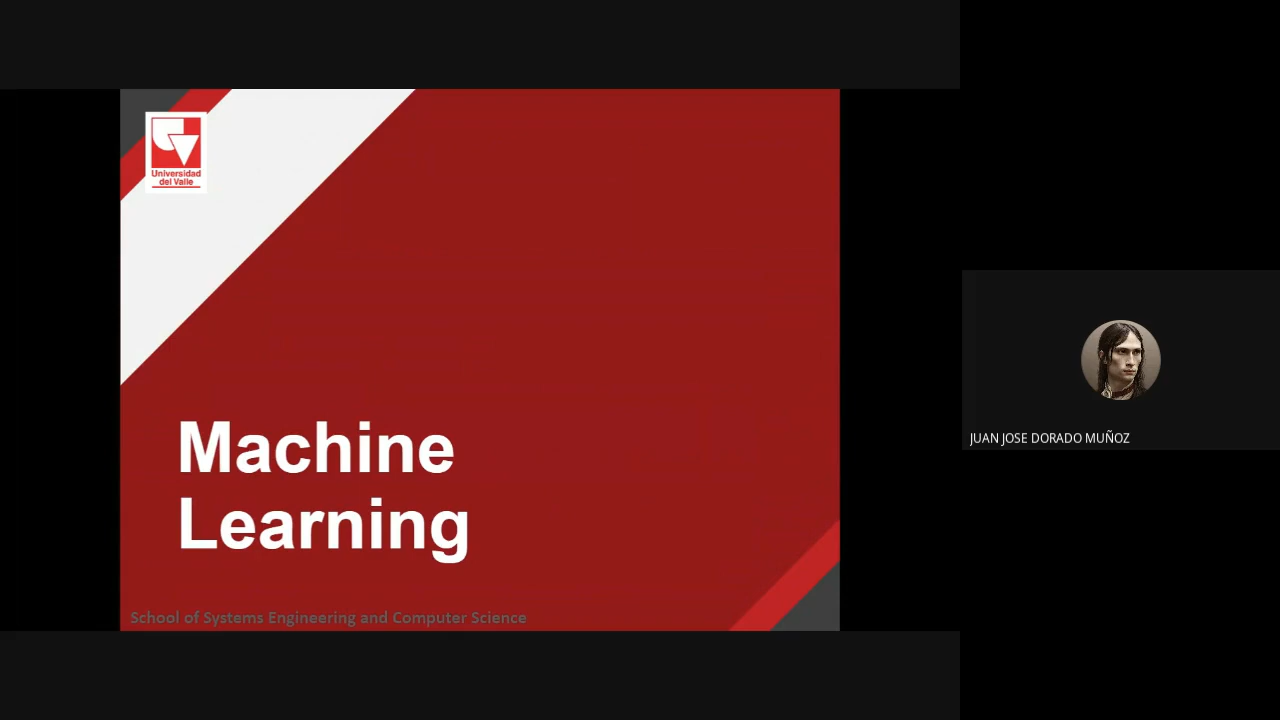 Universidad
del Valle
Machine
Learning
School of Systems Engineering and Computer Science
JUAN JOSE DORADO MUÑOZ